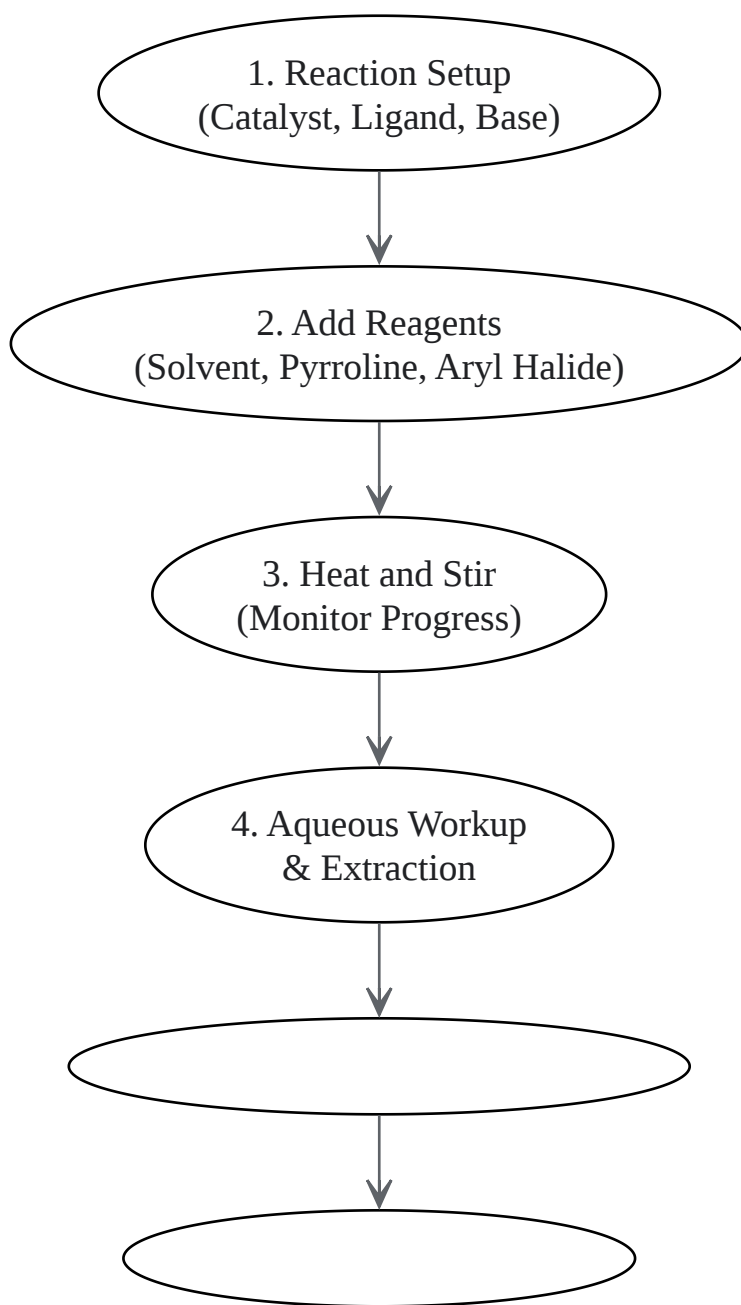 1. Reaction Setup
(Catalyst, Ligand, Base)
2. Add Reagents
(Solvent, Pyrroline, Aryl Halide)
3. Heat and Stir
(Monitor Progress)
4. Aqueous Workup
& Extraction